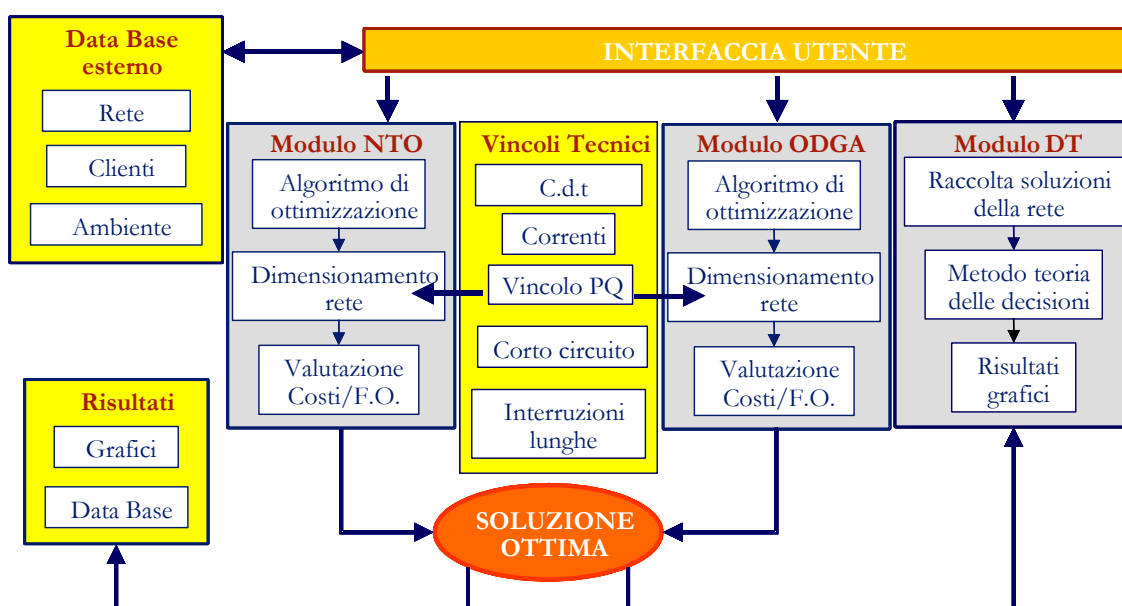 Data Base
esterno
Rete
Clienti
Ambiente
INTERFACCIA UTENTE
Modulo NTO
Algoritmo di
ottimizzazione
Dimensionamento
rete
Valutazione
Costi/F.O.
Vincoli Tecnici
C.d.t
Correnti
Vincolo PQ
Corto circuito
Interruzioni
lunghe
Modulo ODGA
Algoritmo di
ottimizzazione
Dimensionamento
rete
Valutazione
Costi/F.O.
Modulo DT
Raccolta soluzioni
della rete
Metodo teoria
delle decisioni
Risultati
grafici
Risultati
Grafici
Data Base
SOLUZIONE
OTTIMA